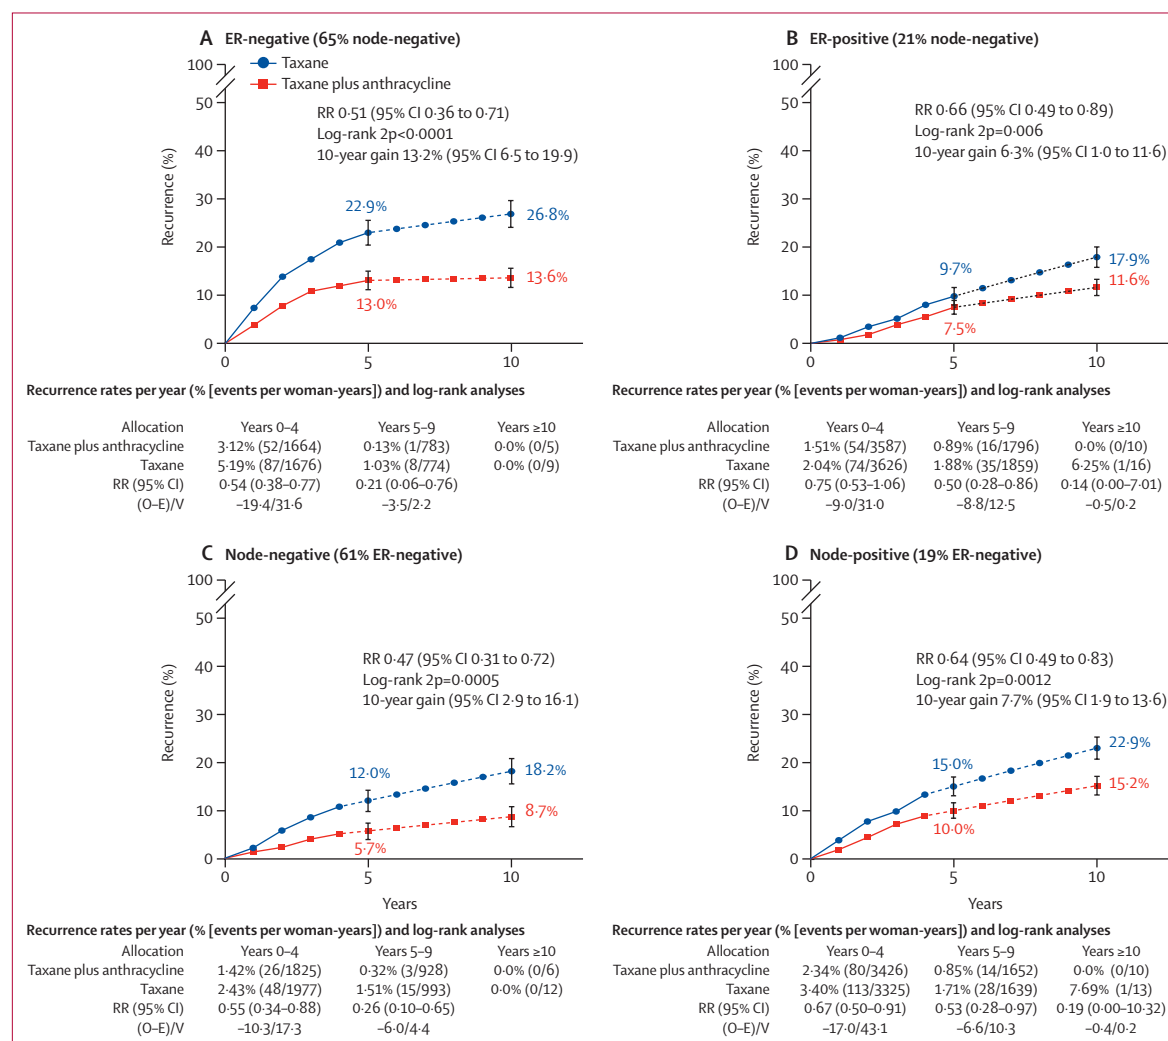 A ER-negative (65% node-negative)
Taxane
Taxane plus anthracycline
100
50
40
30
20
10
0
Recurrence (%)
RR 0·51 (95% CI 0·36 to 0·71)
Log-rank 2p<0·0001
10-year gain 13·2% (95% CI 6·5 to 19·9)
22·9%
26·8%
13·0%
13·6%
0 5 10
Recurrence rates per year (% [events per woman-years]) and log-rank analyses
Allocation Years 0–4 Years 5–9 Years ≥10
Taxane plus anthracycline 3·12% (52/1664) 0·13% (1/783) 0·0% (0/5)
Taxane 5·19% (87/1676) 1·03% (8/774) 0·0% (0/9)
RR (95% CI) 0·54 (0·38–0·77) 0·21 (0·06–0·76)
(O–E)/V –19·4/31·6 –3·5/2·2
B ER-positive (21% node-negative)
100
50
40
30
20
10
0
Recurrence (%)
RR 0·66 (95% CI 0·49 to 0·89)
Log-rank 2p=0·006
10-year gain 6·3% (95% CI 1·0 to 11·6)
9·7%
17·9%
7·5%
11·6%
0 5 10
Recurrence rates per year (% [events per woman-years]) and log-rank analyses
Allocation Years 0–4 Years 5–9 Years ≥10
Taxane plus anthracycline 1·51% (54/3587) 0·89% (16/1796) 0·0% (0/10)
Taxane 2·04% (74/3626) 1·88% (35/1859) 6·25% (1/16)
RR (95% CI) 0·75 (0·53–1·06) 0·50 (0·28–0·86) 0·14 (0·00–7·01)
(O–E)/V –9·0/31·0 –8·8/12·5 –0·5/0·2
C Node-negative (61% ER-negative)
100
50
40
30
20
10
0
Recurrence (%)
RR 0·47 (95% CI 0·31 to 0·72)
Log-rank 2p=0·0005
10-year gain (95% CI 2·9 to 16·1)
12·0%
18·2%
5·7%
8·7%
0 5 10
Years
Recurrence rates per year (% [events per woman-years]) and log-rank analyses
Allocation Years 0–4 Years 5–9 Years ≥10
Taxane plus anthracycline 1·42% (26/1825) 0·32% (3/928) 0·0% (0/6)
Taxane 2·43% (48/1977) 1·51% (15/993) 0·0% (0/12)
RR (95% CI) 0·55 (0·34–0·88) 0·26 (0·10–0·65)
(O–E)/V –10·3/17·3 –6·0/4·4
D Node-positive (19% ER-negative)
100
50
40
30
20
10
0
Recurrence (%)
RR 0·64 (95% CI 0·49 to 0·83)
Log-rank 2p=0·0012
10-year gain 7·7% (95% CI 1·9 to 13·6)
15·0%
22·9%
10·0%
15·2%
0 5 10
Years
Recurrence rates per year (% [events per woman-years]) and log-rank analyses
Allocation Years 0–4 Years 5–9 Years ≥10
Taxane plus anthracycline 2·34% (80/3426) 0·85% (14/1652) 0·0% (0/10)
Taxane 3·40% (113/3325) 1·71% (28/1639) 7·69% (1/13)
RR (95% CI) 0·67 (0·50–0·91) 0·53 (0·28–0·97) 0·19 (0·00–10·32)
(O–E)/V –17·0/43·1 –6·6/10·3 –0·4/0·2